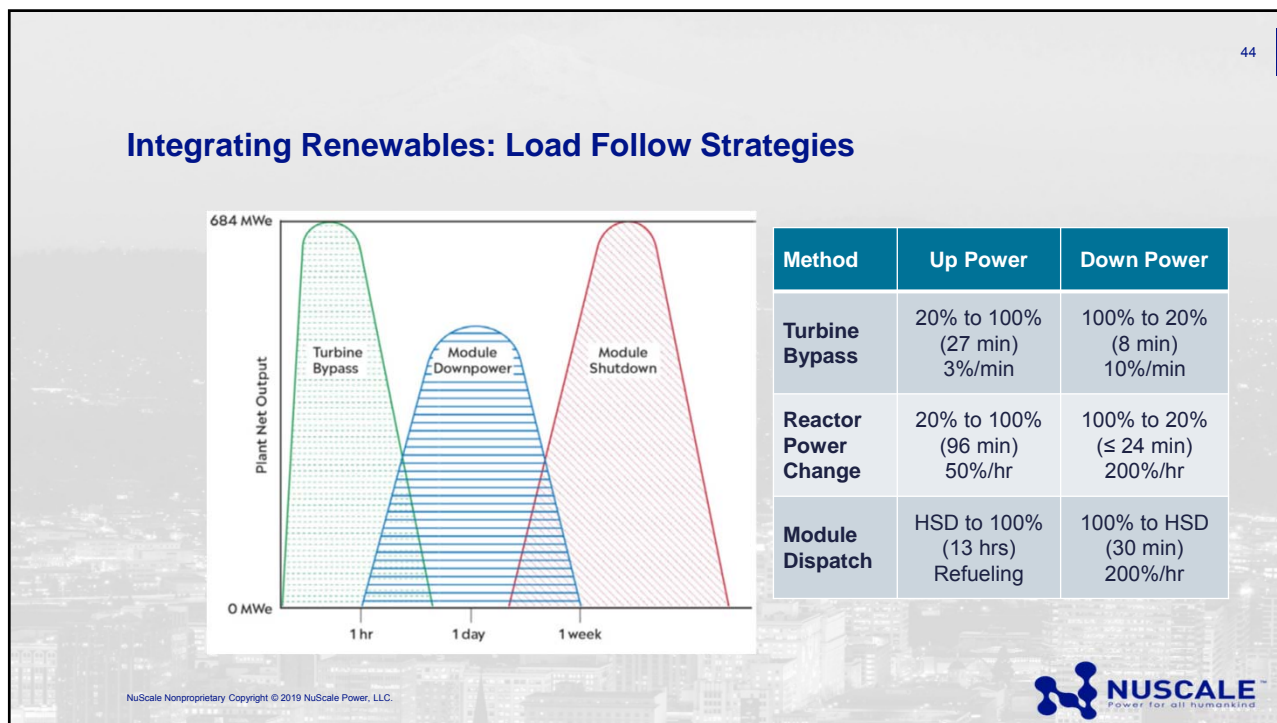 44
Integrating Renewables: Load Follow Strategies
684 MWe
Plant Net Output
0 MWe
Turbine
Bypass
Module
Downpower
Module
Shutdown
1 hr
1 day
1 week
Method
Up Power
Down Power
Turbine
Bypass
20% to 100%
(27 min)
3%/min
100% to 20%
(8 min)
10%/min
Reactor
Power
Change
20% to 100%
(96 min)
50%/hr
100% to 20%
(≤ 24 min)
200%/hr
Module
Dispatch
HSD to 100%
(13 hrs)
Refueling
100% to HSD
(30 min)
200%/hr
NuScale Nonproprietary Copyright © 2019 NuScale Power, LLC.
NUSCALE™
Power for all humankind